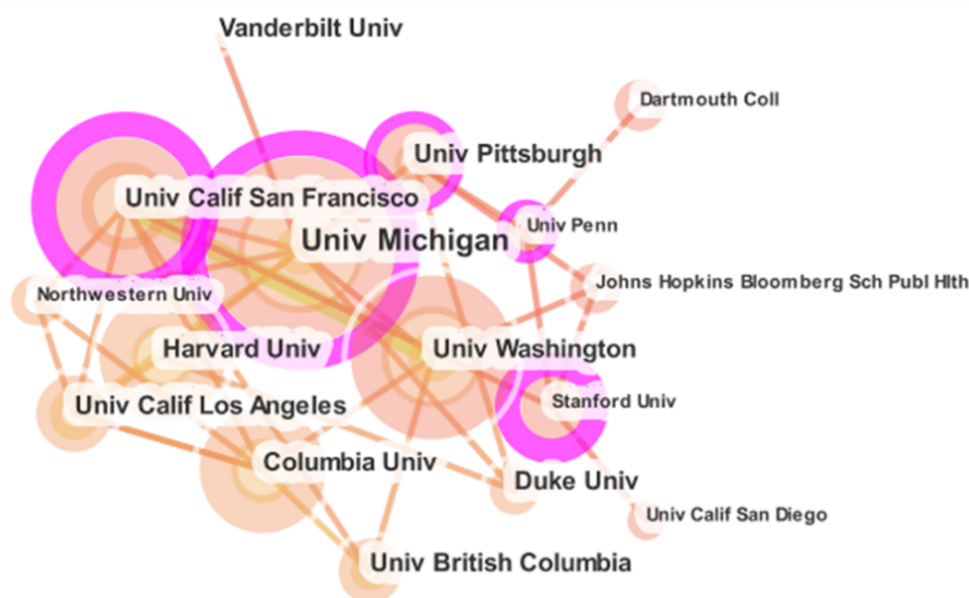 Vanderbilt Univ
Dartmouth Coll
Univ Pittsburgh
Univ Calif San Francisco
Univ Penn
Univ Michigan
Johns Hopkins Bloomberg Sch Publ Hlth
Northwestern Univ
Harvard Univ
Univ Washington
Stanford Univ
Univ Calif Los Angeles
Columbia Univ
Duke Univ
Univ Calif San Diego
Univ British Columbia